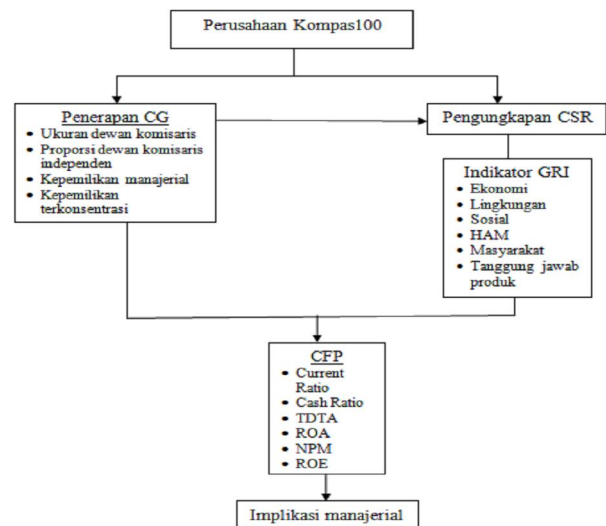 Perusahaan Kompas100
Penerapan CG
• Ukuran dewan komisaris
• Proporsi dewan komisaris
independen
• Kepemilikan manajerial
• Kepemilikan
terkonsentrasi
Pengungkapan CSR
Indikator GRI
• Ekonomi
• Lingkungan
• Sosial
• HAM
• Masyarakat
• Tanggung jawab
produk
CFP
• Current
Ratio
• Cash Ratio
• TDTA
• ROA
• NPM
• ROE
Implikasi manajerial